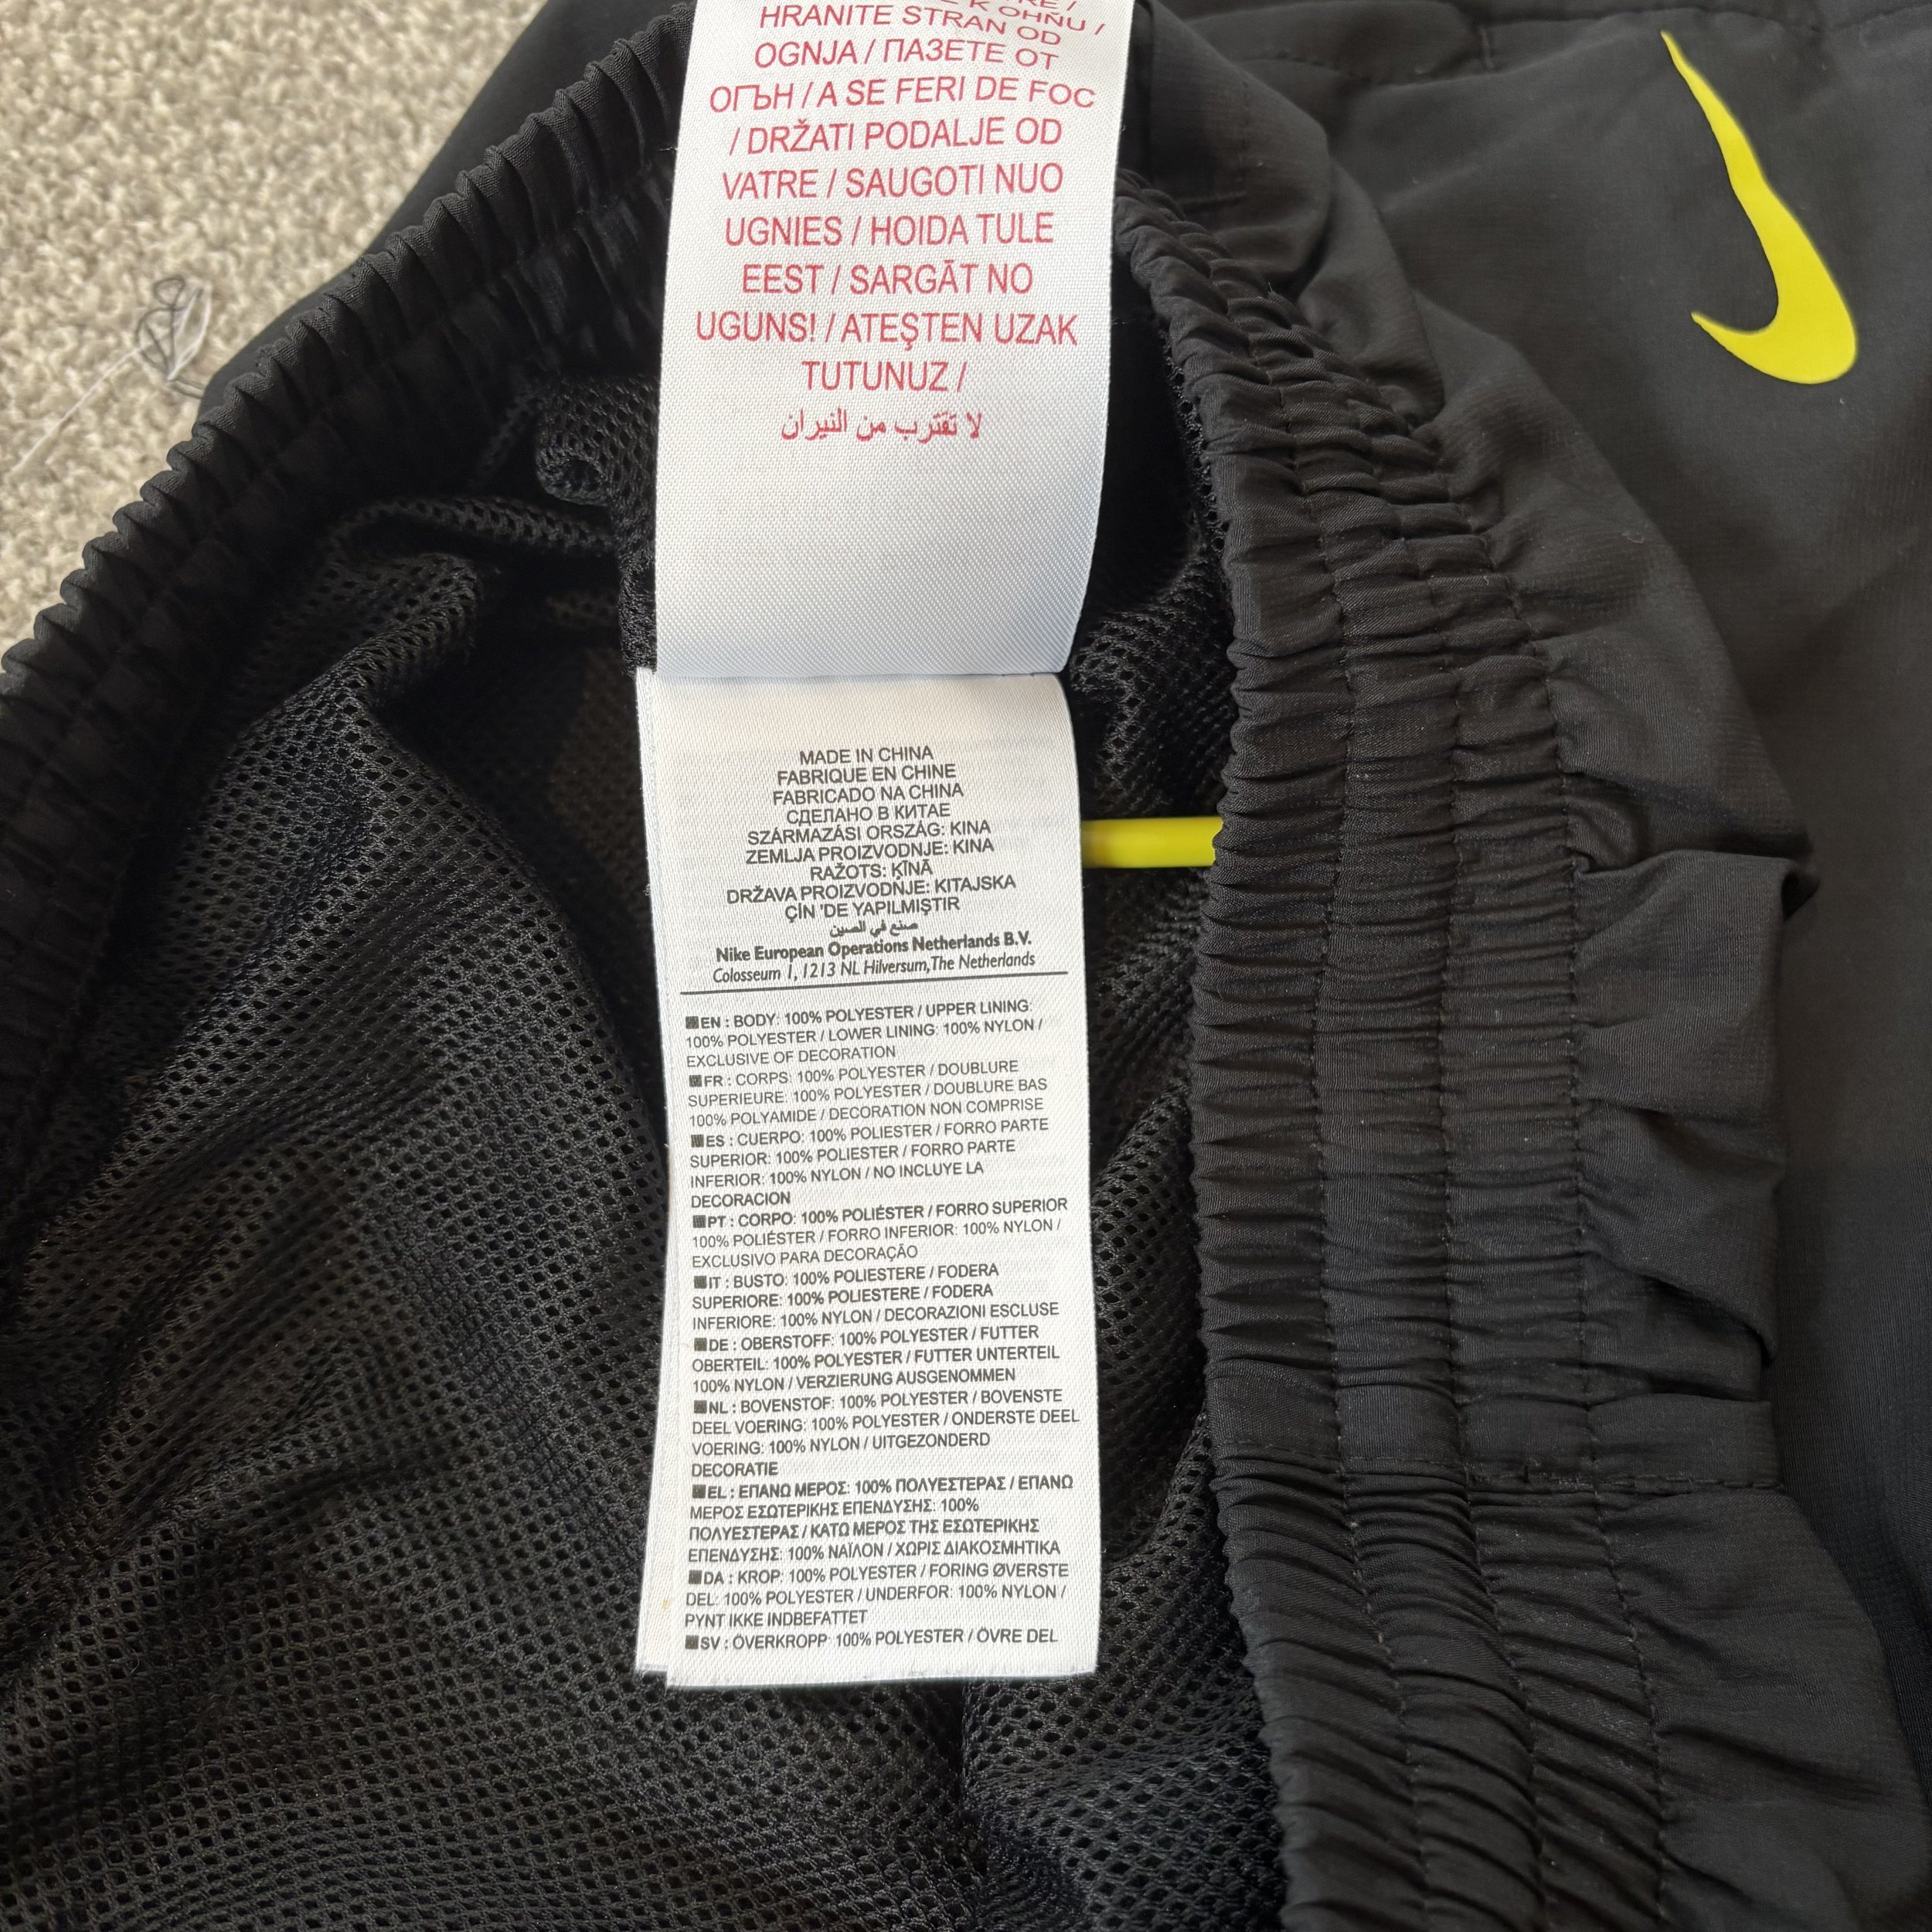 HRANITE STRAN OD
OGNJA / ПАЗЕТЕ ОТ
ОГЪН / A SE FERI DE FOC
/ DRŽATI PODALJE OD
VATRE / SAUGOTI NUO
UGNIES / HOIDA TULE
EEST / SARGĀT NO
UGUNS! / ATEŞTEN UZAK
TUTUNUZ /
لا تقترب من النيران
MADE IN CHINA
FABRIQUE EN CHINE
FABRICADO NA CHINA
СДЕЛАНО В КИТАЕ
SZÁRMAZÁSI ORSZÁG: KINA
ZEMLJA PROIZVODNJE: KINA
RAŽOTS: ĶĪNĀ
DRŽAVA PROIZVODNJE: KITAJSKA
ÇİN 'DE YAPILMIŞTIR
صنع في الصين
Nike European Operations Netherlands B.V.
Colosseum 1, 1213 NL Hilversum, The Netherlands
EN : BODY: 100% POLYESTER / UPPER LINING:
100% POLYESTER / LOWER LINING: 100% NYLON /
EXCLUSIVE OF DECORATION
FR : CORPS: 100% POLYESTER / DOUBLURE
SUPERIEURE: 100% POLYESTER / DOUBLURE BAS
100% POLYAMIDE / DECORATION NON COMPRISE
ES : CUERPO: 100% POLIESTER / FORRO PARTE
SUPERIOR: 100% POLIESTER / FORRO PARTE
INFERIOR: 100% NYLON / NO INCLUYE LA
DECORACION
PT : CORPO: 100% POLIÉSTER / FORRO SUPERIOR
100% POLIÉSTER / FORRO INFERIOR: 100% NYLON /
EXCLUSIVO PARA DECORAÇÃO
IT : BUSTO: 100% POLIESTERE / FODERA
SUPERIORE: 100% POLIESTERE / FODERA
INFERIORE: 100% NYLON / DECORAZIONI ESCLUSE
DE : OBERSTOFF: 100% POLYESTER / FUTTER
OBERTEIL: 100% POLYESTER / FUTTER UNTERTEIL
100% NYLON / VERZIERUNG AUSGENOMMEN
NL : BOVENSTOF: 100% POLYESTER / BOVENSTE
DEEL VOERING: 100% POLYESTER / ONDERSTE DEEL
VOERING: 100% NYLON / UITGEZONDERD
DECORATIE
EL : ΕΠΑΝΩ ΜΕΡΟΣ: 100% ΠΟΛΥΕΣΤΕΡΑΣ / ΕΠΑΝΩ
ΜΕΡΟΣ ΕΣΩΤΕΡΙΚΗΣ ΕΠΕΝΔΥΣΗΣ: 100%
ΠΟΛΥΕΣΤΕΡΑΣ / ΚΑΤΩ ΜΕΡΟΣ ΤΗΣ ΕΣΩΤΕΡΙΚΗΣ
ΕΠΕΝΔΥΣΗΣ: 100% ΝΑΪΛΟΝ / ΧΩΡΙΣ ΔΙΑΚΟΣΜΗΤΙΚΑ
DA : KROP: 100% POLYESTER / FORING ØVERSTE
DEL: 100% POLYESTER / UNDERFOR: 100% NYLON /
PYNT IKKE INDBEFATTET
SV : ÖVERKROPP: 100% POLYESTER / ÖVRE DEL